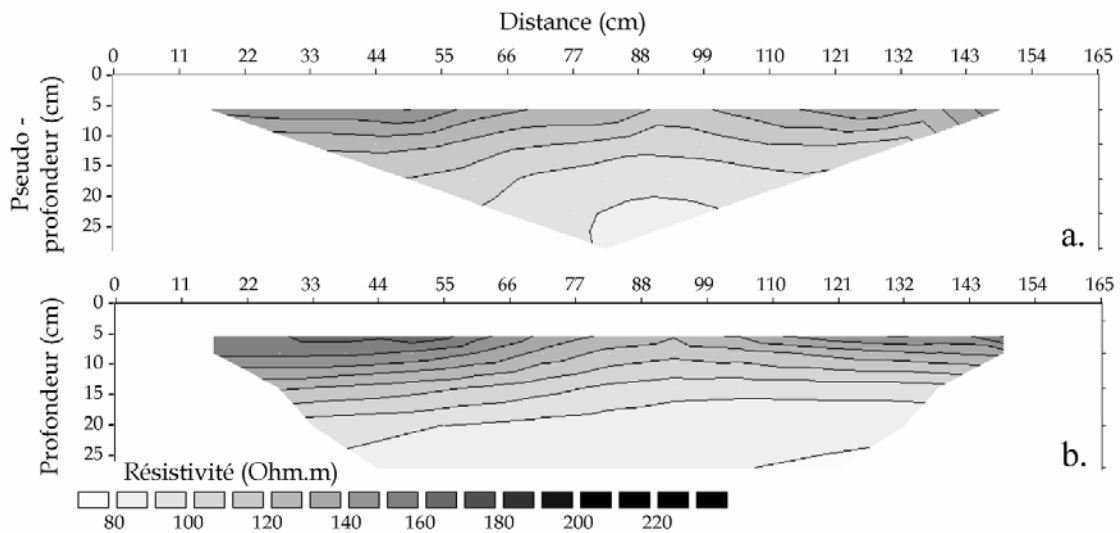 Distance (cm)
0 11 22 33 44 55 66 77 88 99 110 121 132 143 154 165
Pseudo -
profondeur (cm)
0
5
10
15
20
25
a.
0 11 22 33 44 55 66 77 88 99 110 121 132 143 154 165
Profondeur (cm)
0
5
10
15
20
25
b.
Résistivité (Ohm.m)
80 100 120 140 160 180 200 220